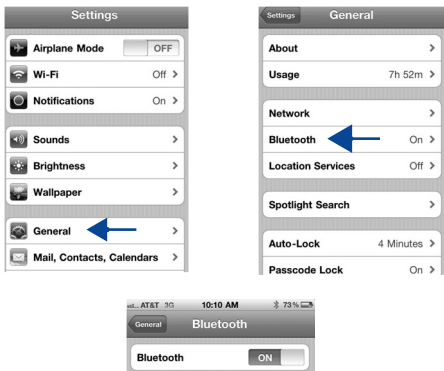 Settings
Airplane Mode OFF
Wi-Fi Off
Notifications On
Sounds
Brightness
Wallpaper
General
Mail, Contacts, Calendars
Settings General
About
Usage 7h 52m
Network
Bluetooth On
Location Services Off
Spotlight Search
Auto-Lock 4 Minutes
Passcode Lock On
AT&T 3G 10:10 AM 73%
General Bluetooth
Bluetooth ON